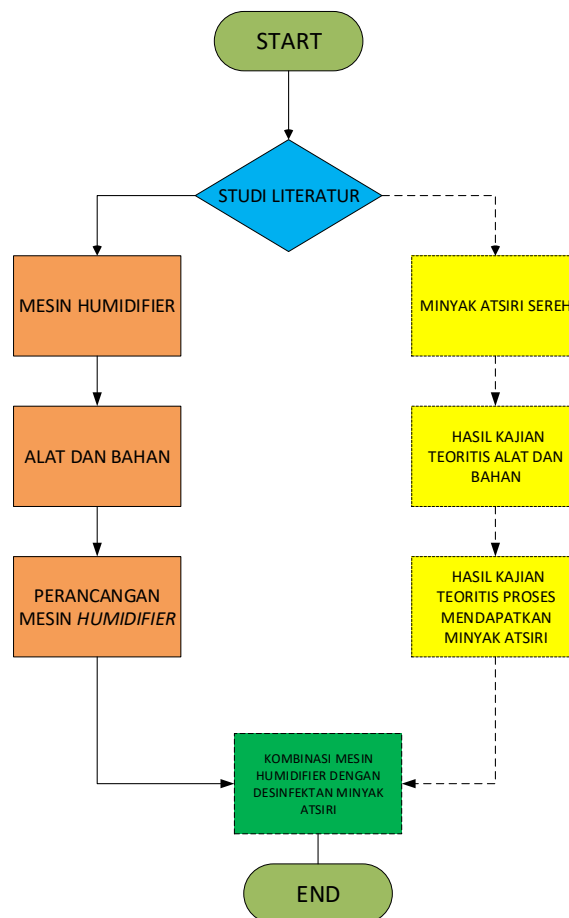 START
STUDI LITERATUR
MESIN HUMIDIFIER
ALAT DAN BAHAN
PERANCANGAN
MESIN HUMIDIFIER
MINYAK ATSIRI SEREH
HASIL KAJIAN
TEORITIS ALAT DAN
BAHAN
HASIL KAJIAN
TEORITIS PROSES
MENDAPATKAN
MINYAK ATSIRI
KOMBINASI MESIN
HUMIDIFIER DENGAN
DESINFEKTAN MINYAK
ATSIRI
END